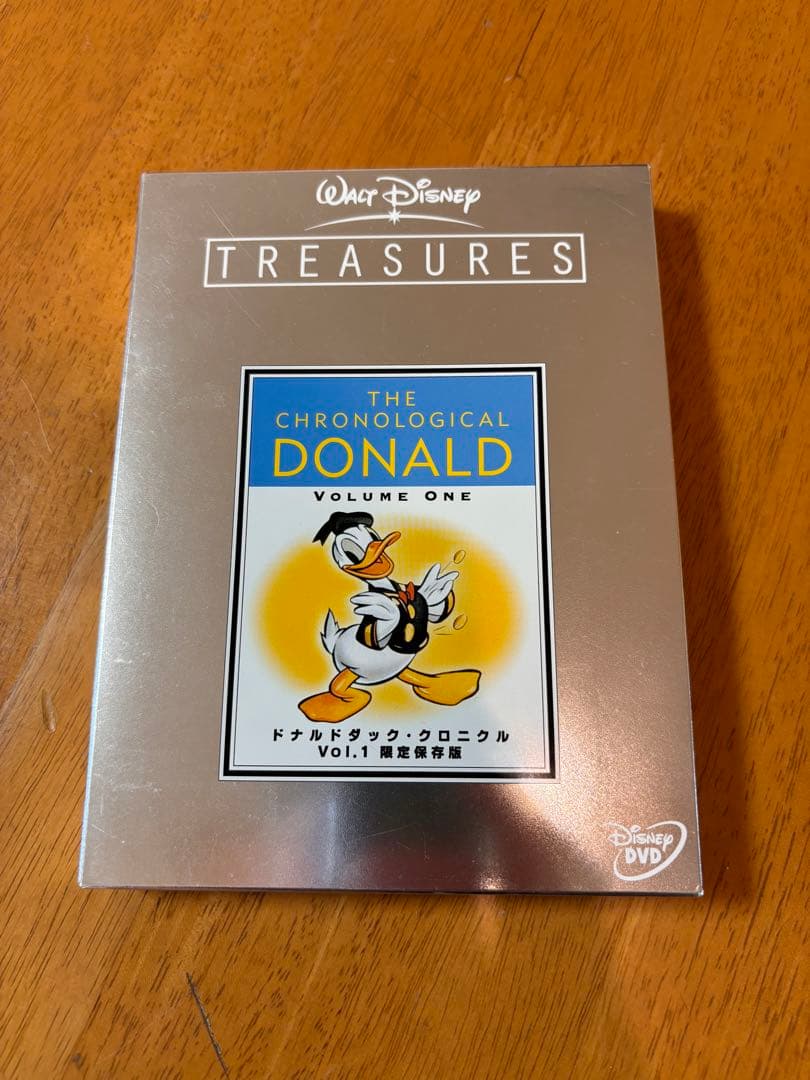 WALT DISNEY
TREASURES
THE
CHRONOLOGICAL
DONALD
VOLUME ONE
ドナルドダック・クロニクル
Vol.1 限定保存版
DISNEY
DVD